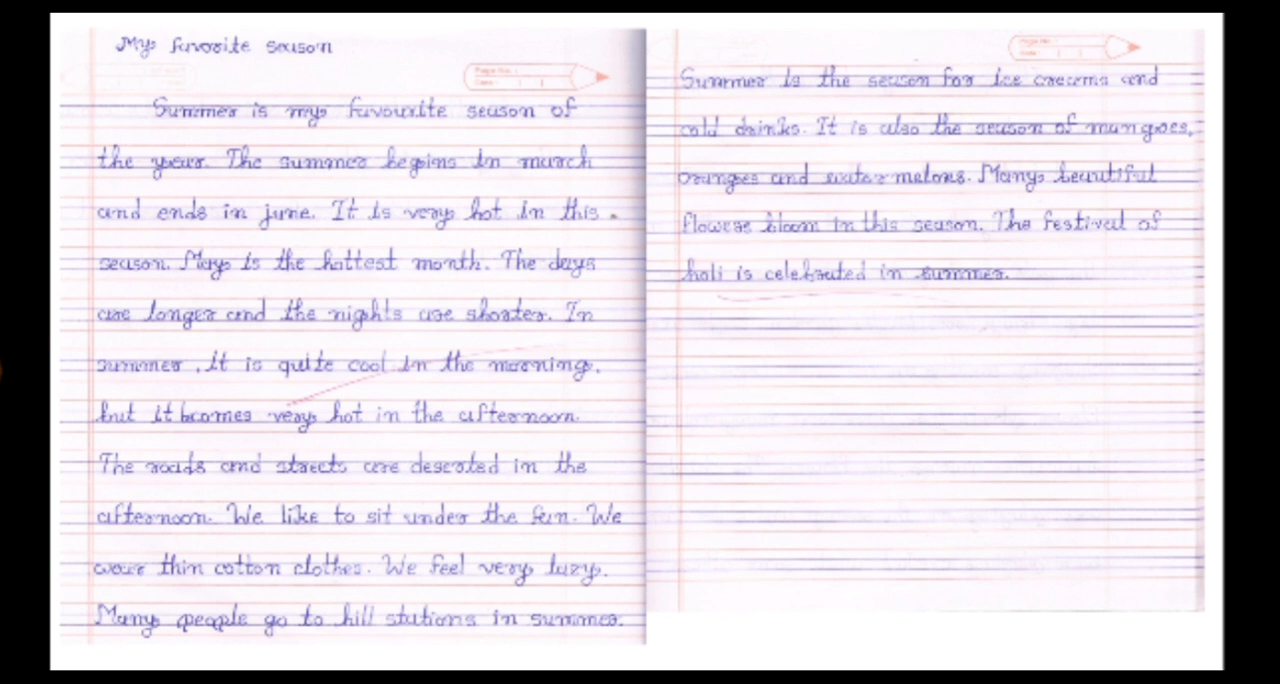 My favorite season
Summer is my favourite season of
the year. The summer begins in march
and ends in june. It is very hot in this
season. May is the hottest month. The days
are longer and the nights are shorter. In
summer, it is quite cool in the morning,
but it bcomes very hot in the afternoon.
The roads and streets are deserted in the
afternoon. We like to sit under the fan. We
wear thin cotton clothes. We feel very lazy.
Many people go to hill stations in summer.
Summer is the season for ice creams and
cold drinks. It is also the season of mangoes,
oranges and water melons. Many beautiful
flowers bloom in this season. The festival of
holi is celebrated in summer.